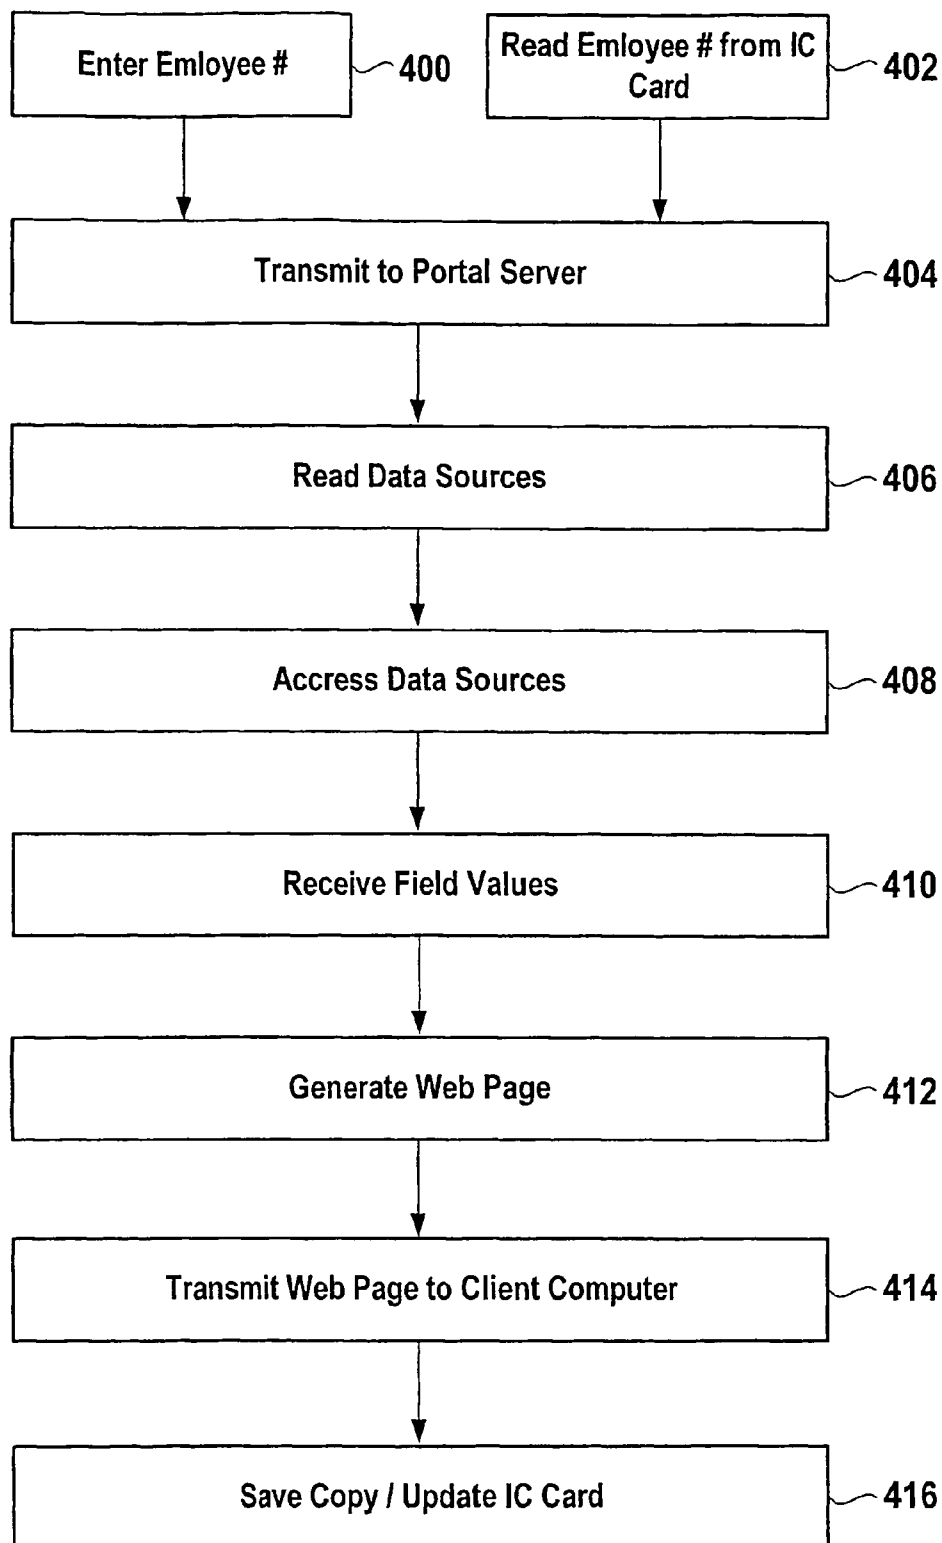 Enter Emloyee #
400
Read Emloyee # from IC
Card
402
Transmit to Portal Server
404
Read Data Sources
406
Accress Data Sources
408
Receive Field Values
410
Generate Web Page
412
Transmit Web Page to Client Computer
414
Save Copy / Update IC Card
416